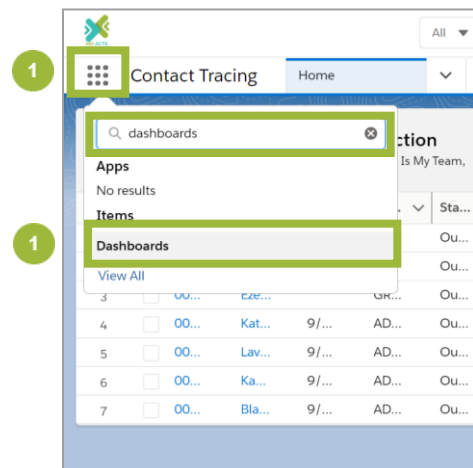 All
1
Contact Tracing
Home
dashboards
ction
Is My Team,
Apps
No results
Items
Sta...
Dashboards
1
View All
Ou...
Ou...
3 00... Eze... GR... Ou...
4 00... Kat... 9/... AD... Ou...
5 00... Lav... 9/... AD... Ou...
6 00... Ka... 9/... AD... Ou...
7 00... Bla... 9/... AD... Ou...